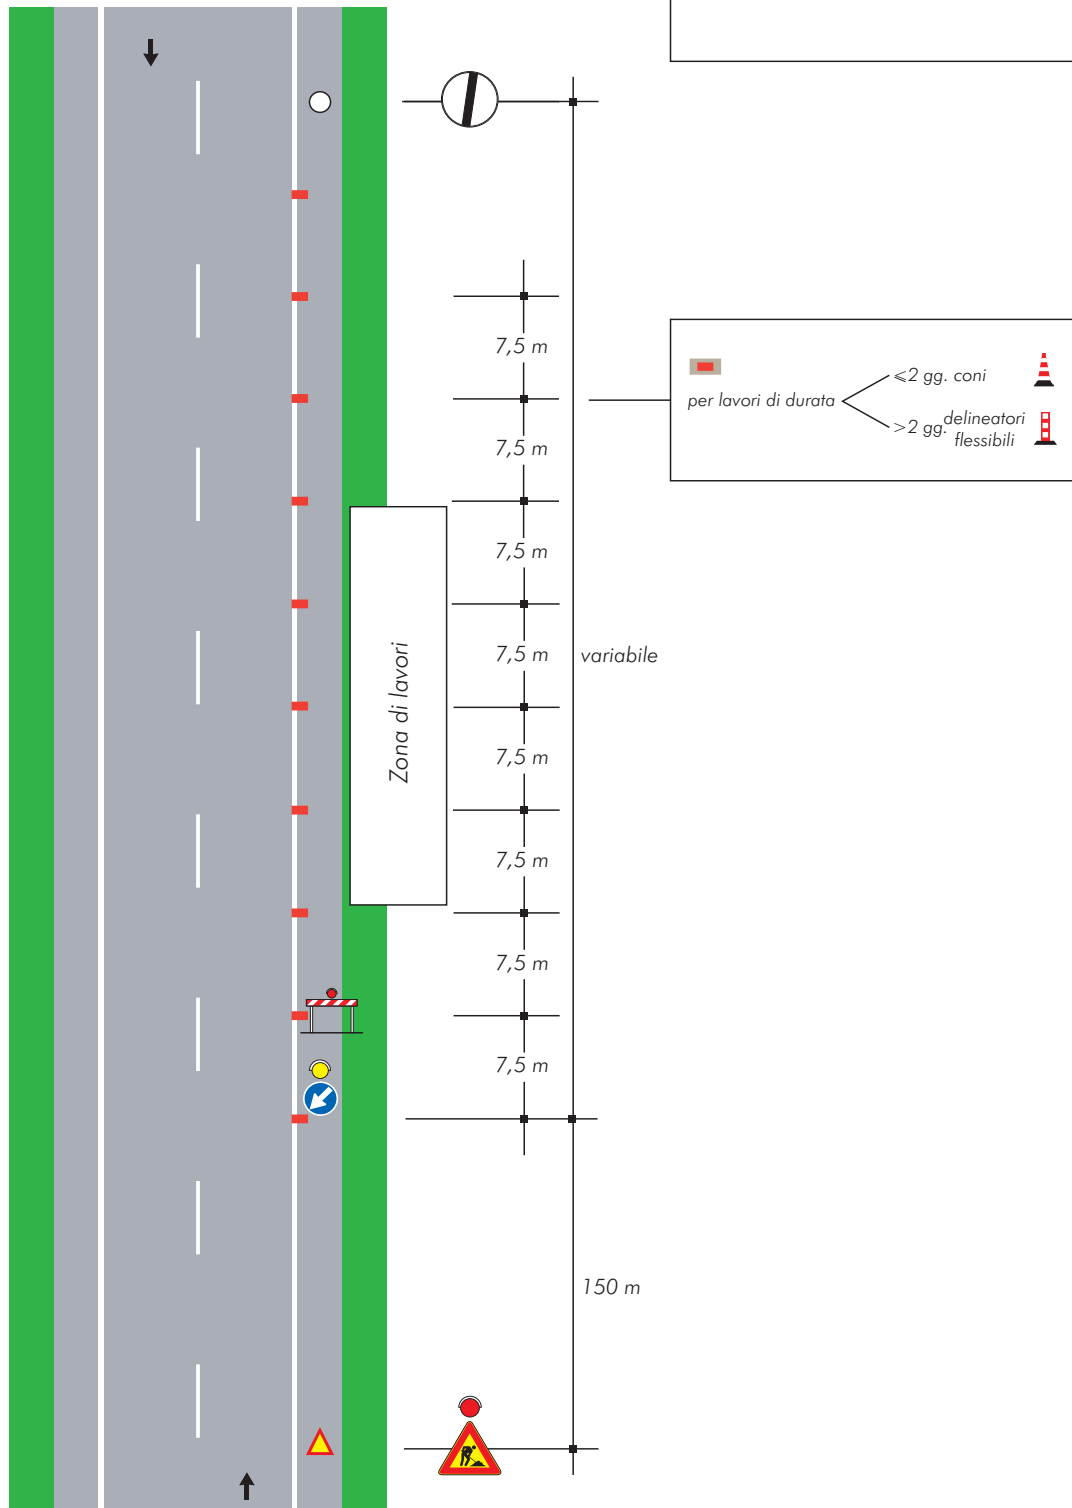 7,5 m
per lavori di durata
⩽2 gg. coni
>2 gg. delineatori
flessibili
7,5 m
7,5 m
7,5 m
variabile
Zona di lavori
7,5 m
7,5 m
7,5 m
7,5 m
150 m